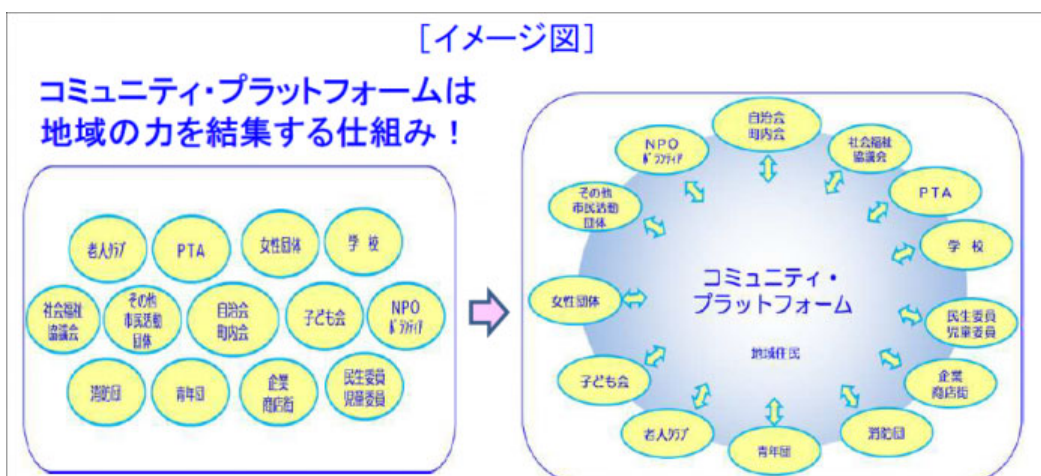 [イメージ図]
コミュニティ・プラットフォームは
地域の力を結集する仕組み!
老人クラブ
PTA
女性団体
学 校
社会福祉
協議会
その他
市民活動
団体
自治会
町内会
子ども会
NPO
ボランティア
消防団
青年団
企業
商店街
民生委員
児童委員
自治会
町内会
社会福祉
協議会
PTA
学 校
民生委員
児童委員
企業
商店街
消防団
青年団
老人クラブ
子ども会
女性団体
その他
市民活動
団体
NPO
ボランティア
コミュニティ・
プラットフォーム
地域住民